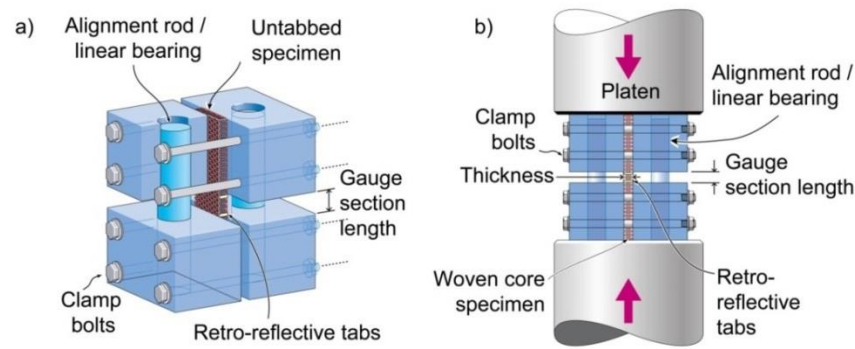 a)
Alignment rod /
linear bearing
Untabbed
specimen
Gauge
section
length
Clamp
bolts
Retro-reflective tabs
b)
Platen
Alignment rod /
linear bearing
Clamp
bolts
Thickness
Gauge
section length
Woven core
specimen
Retro-
reflective
tabs